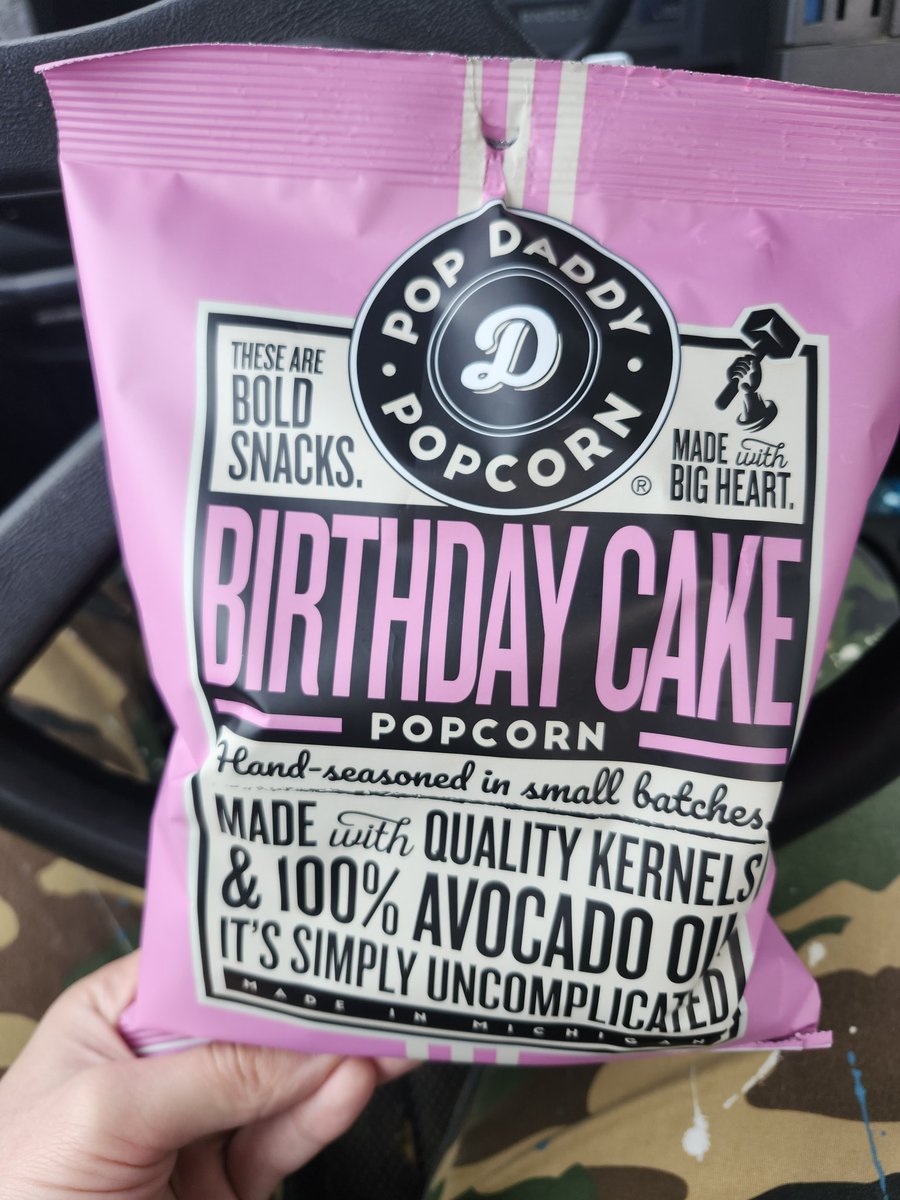 POP DADDY
D
POPCORN
®
THESE ARE
BOLD
SNACKS.
MADE with
BIG HEART.
BIRTHDAY CAKE
POPCORN
Hand-seasoned in small batches
MADE with QUALITY KERNELS
& 100% AVOCADO OIL
IT'S SIMPLY UNCOMPLICATED
MADE IN MICHIGAN